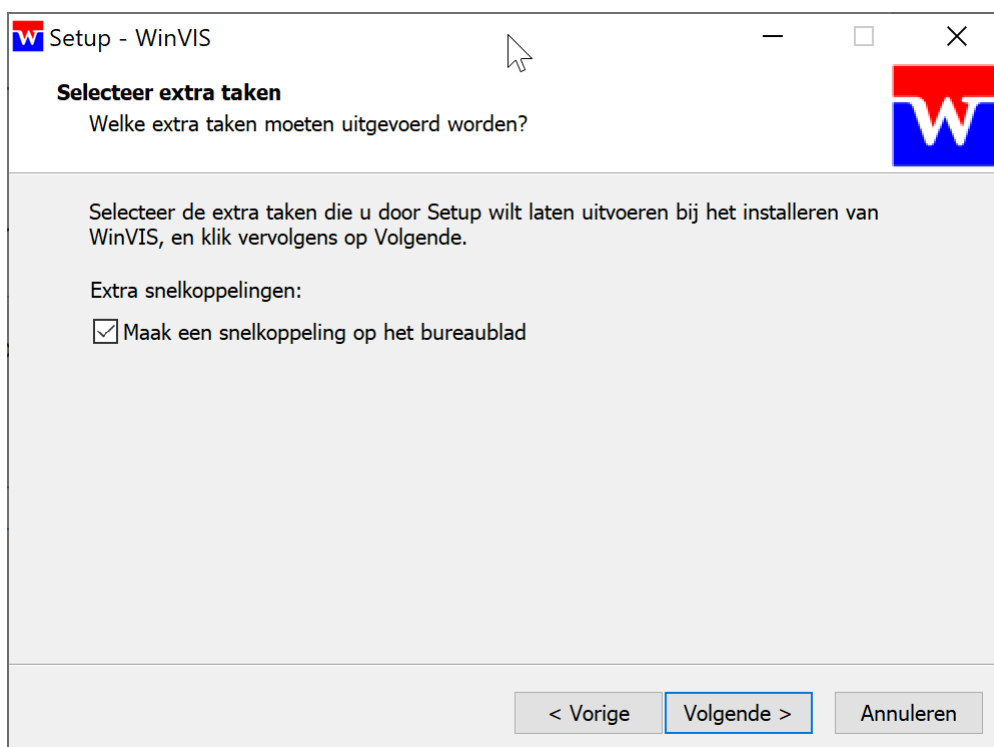 W Setup - WinVIS
Selecteer extra taken
Welke extra taken moeten uitgevoerd worden?
W
Selecteer de extra taken die u door Setup wilt laten uitvoeren bij het installeren van
WinVIS, en klik vervolgens op Volgende.
Extra snelkoppelingen:
Maak een snelkoppeling op het bureaublad
< Vorige
Volgende >
Annuleren